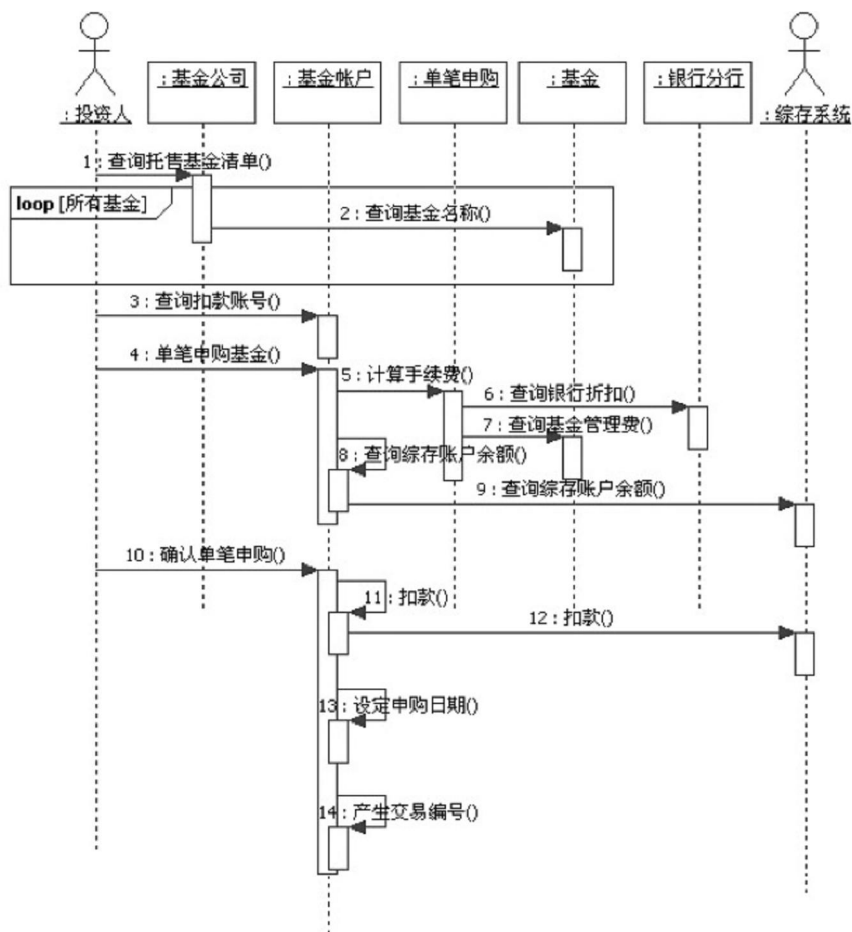 : 基金公司
: 基金帐户
: 单笔申购
: 基金
: 银行分行
: 投资人
: 综存系统
1 : 查询托售基金清单()
loop [所有基金]
2 : 查询基金名称()
3 : 查询扣款账号()
4 : 单笔申购基金()
5 : 计算手续费()
6 : 查询银行折扣()
7 : 查询基金管理费()
8 : 查询综存账户余额()
9 : 查询综存账户余额()
10 : 确认单笔申购()
11 : 扣款()
12 : 扣款()
13 : 设定申购日期()
14 : 产生交易编号()